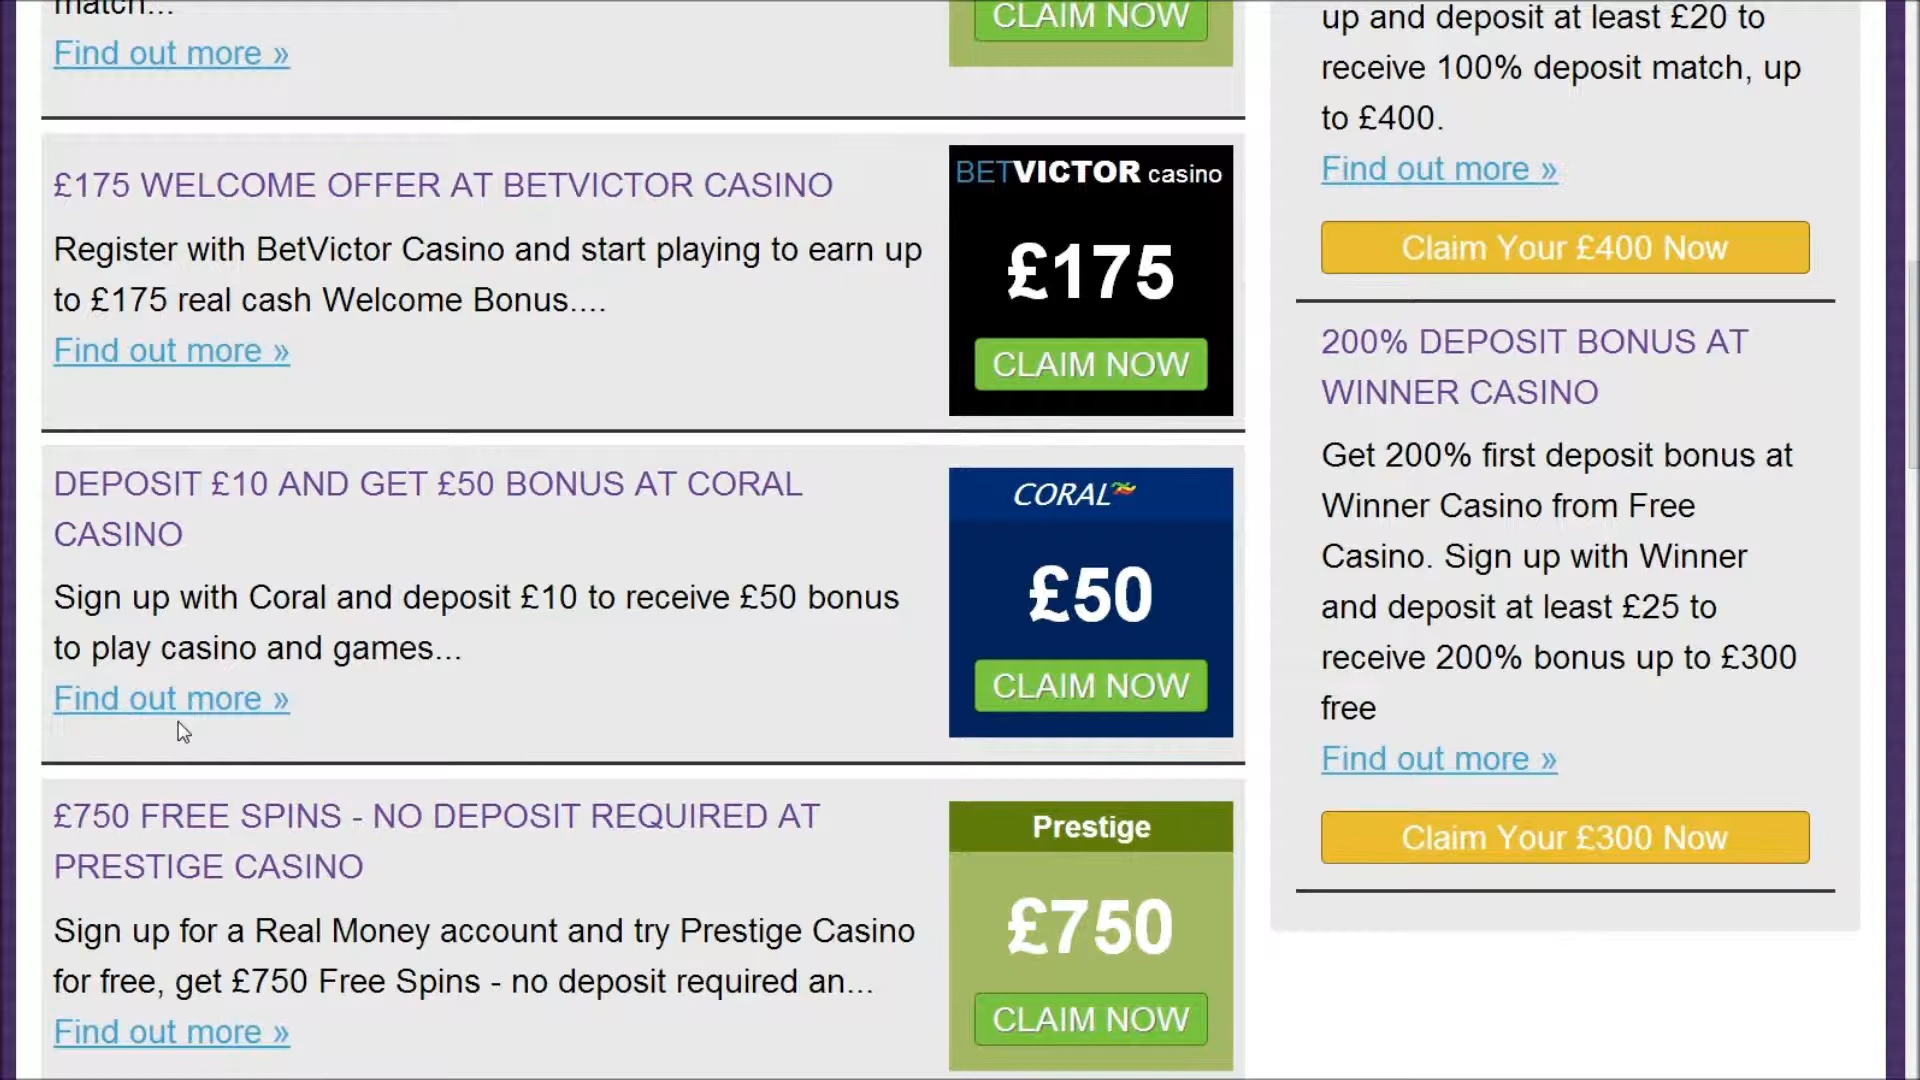 match...
Find out more »
CLAIM NOW
£175 WELCOME OFFER AT BETVICTOR CASINO
Register with BetVictor Casino and start playing to earn up
to £175 real cash Welcome Bonus....
Find out more »
BETVICTOR casino
£175
CLAIM NOW
DEPOSIT £10 AND GET £50 BONUS AT CORAL
CASINO
Sign up with Coral and deposit £10 to receive £50 bonus
to play casino and games...
Find out more »
CORAL
£50
CLAIM NOW
£750 FREE SPINS - NO DEPOSIT REQUIRED AT
PRESTIGE CASINO
Sign up for a Real Money account and try Prestige Casino
for free, get £750 Free Spins - no deposit required an...
Find out more »
Prestige
£750
CLAIM NOW
up and deposit at least £20 to
receive 100% deposit match, up
to £400.
Find out more »
Claim Your £400 Now
200% DEPOSIT BONUS AT
WINNER CASINO
Get 200% first deposit bonus at
Winner Casino from Free
Casino. Sign up with Winner
and deposit at least £25 to
receive 200% bonus up to £300
free
Find out more »
Claim Your £300 Now